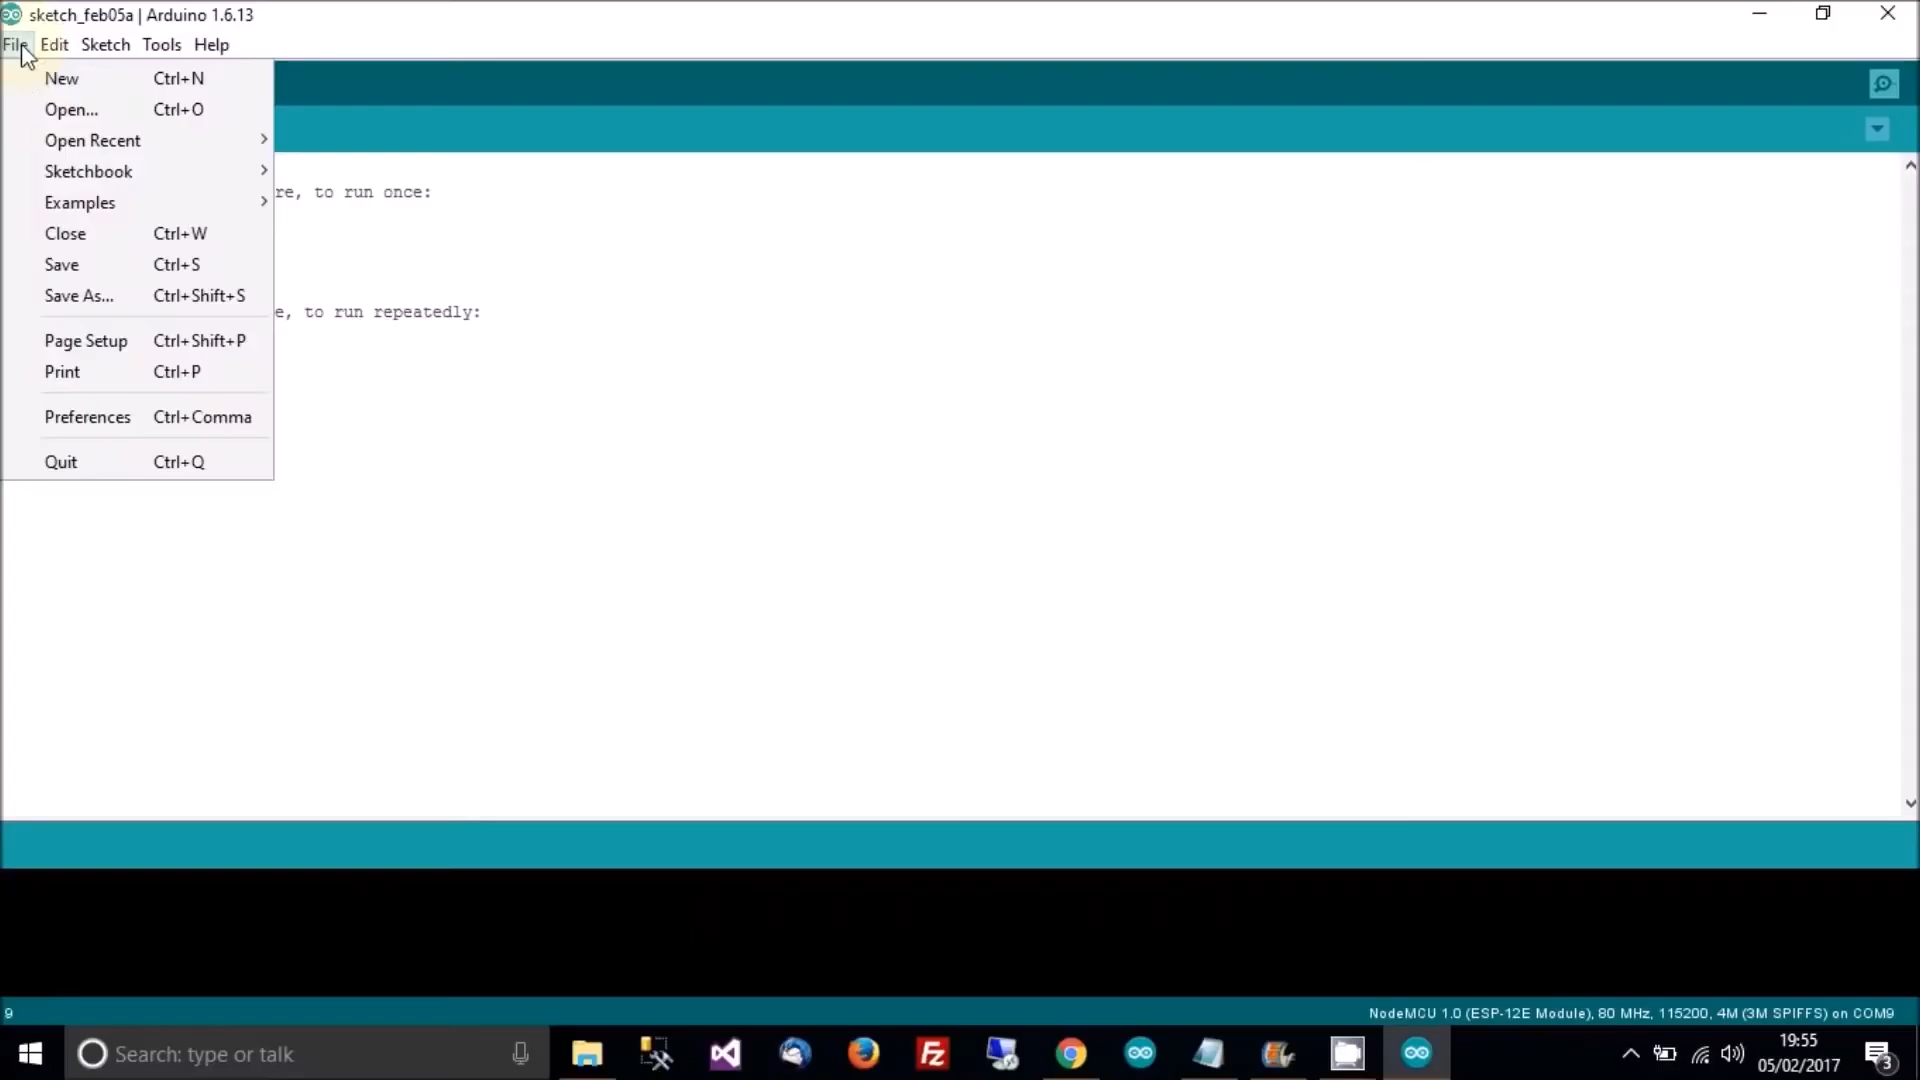 sketch_feb05a | Arduino 1.6.13
File Edit Sketch Tools Help
New Ctrl+N
Open... Ctrl+O
Open Recent
Sketchbook
Examples
Close Ctrl+W
Save Ctrl+S
Save As... Ctrl+Shift+S
Page Setup Ctrl+Shift+P
Print Ctrl+P
Preferences Ctrl+Comma
Quit Ctrl+Q
re, to run once:
e, to run repeatedly:
9
NodeMCU 1.0 (ESP-12E Module), 80 MHz, 115200, 4M (3M SPIFFS) on COM9
Search: type or talk
Fz
19:55
05/02/2017
3